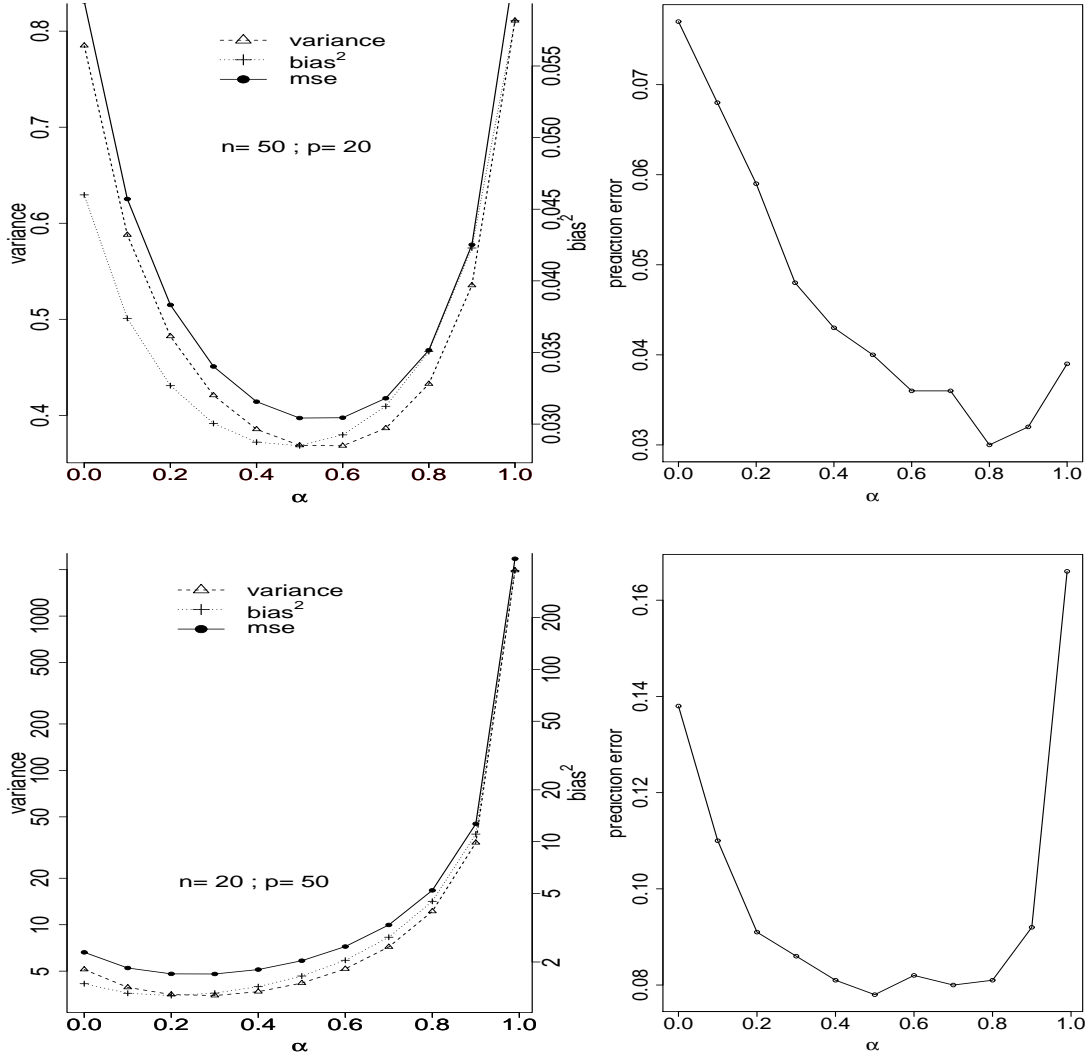 variance
bias²
mse
n= 50 ; p= 20
variance
0.4 0.5 0.6 0.7 0.8
bias²
0.030 0.035 0.040 0.045 0.050 0.055
0.0 0.2 0.4 0.6 0.8 1.0
α
prediction error
0.03 0.04 0.05 0.06 0.07
0.0 0.2 0.4 0.6 0.8 1.0
α
variance
bias²
mse
n= 20 ; p= 50
variance
5 10 20 50 100 200 500 1000
bias²
2 5 10 20 50 100 200
0.0 0.2 0.4 0.6 0.8 1.0
α
prediction error
0.08 0.10 0.12 0.14 0.16
0.0 0.2 0.4 0.6 0.8 1.0
α